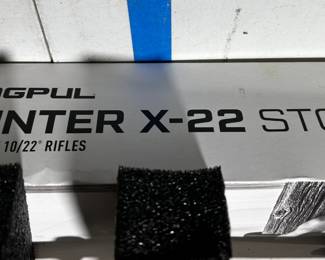 OGPUL
NTER X-22 STO
10/22® RIFLES